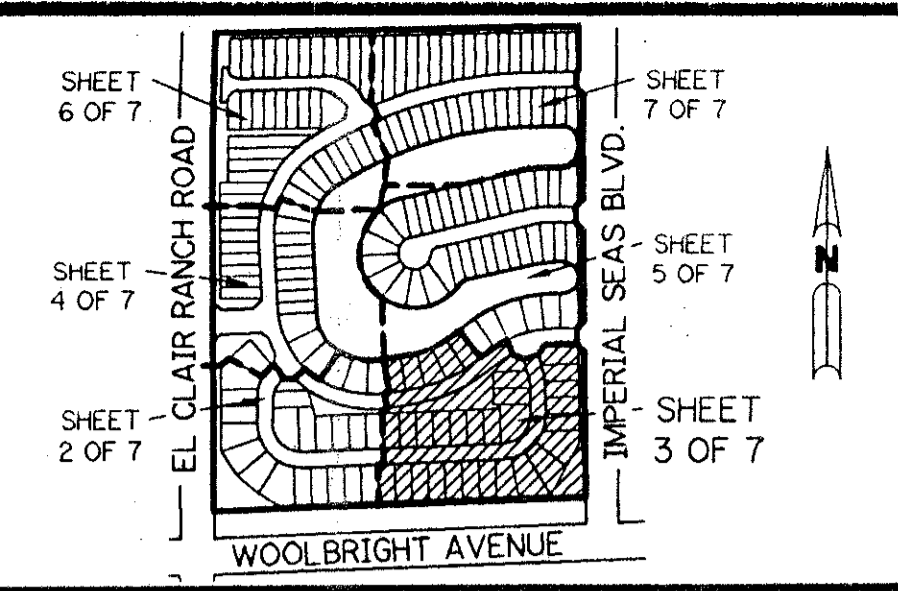 SHEET
6 OF 7
SHEET
7 OF 7
EL CLAIR RANCH ROAD
IMPERIAL SEAS BLVD.
N
SHEET
4 OF 7
SHEET
5 OF 7
SHEET
2 OF 7
SHEET
3 OF 7
WOOLBRIGHT AVENUE